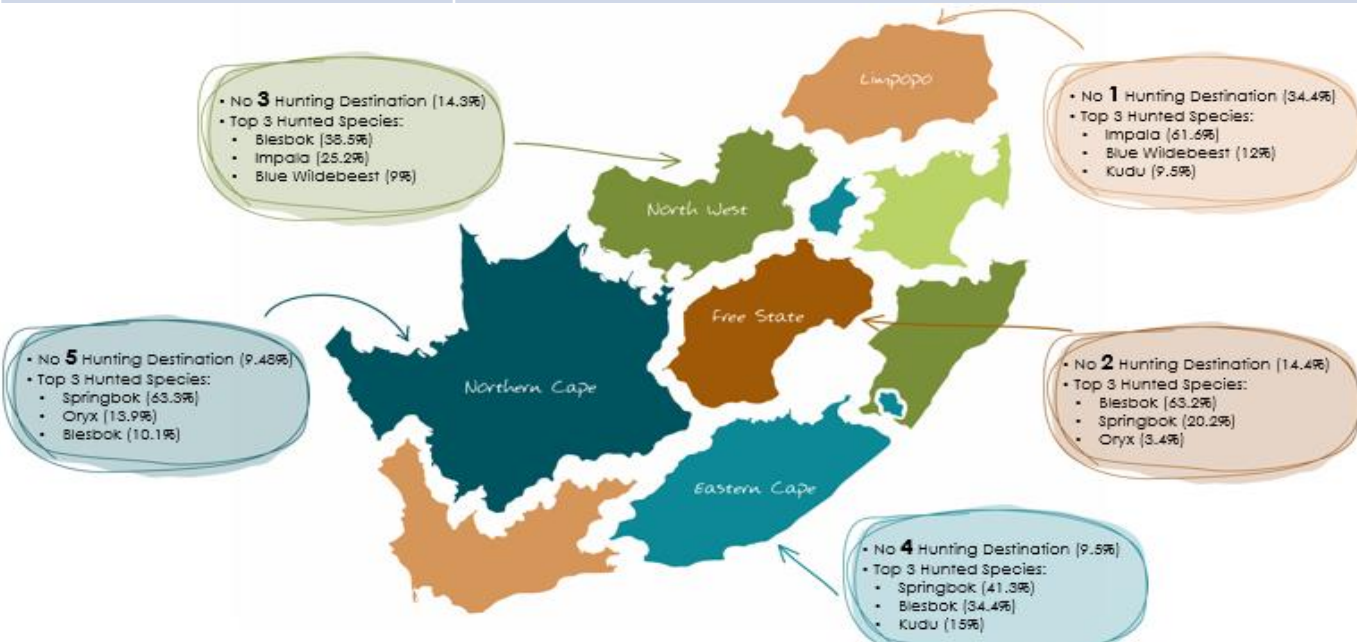 Limpopo
• No 1 Hunting Destination (34.4%)
• Top 3 Hunted Species:
• Impala (61.6%)
• Blue Wildebeest (12%)
• Kudu (9.5%)
• No 3 Hunting Destination (14.3%)
• Top 3 Hunted Species:
• Blesbok (38.5%)
• Impala (25.2%)
• Blue Wildebeest (9%)
North West
Free State
• No 2 Hunting Destination (14.4%)
• Top 3 Hunted Species:
• Blesbok (63.2%)
• Springbok (20.2%)
• Oryx (3.4%)
• No 5 Hunting Destination (9.48%)
• Top 3 Hunted Species:
• Springbok (63.3%)
• Oryx (13.9%)
• Blesbok (10.1%)
Northern Cape
Eastern Cape
• No 4 Hunting Destination (9.5%)
• Top 3 Hunted Species:
• Springbok (41.3%)
• Blesbok (34.4%)
• Kudu (15%)